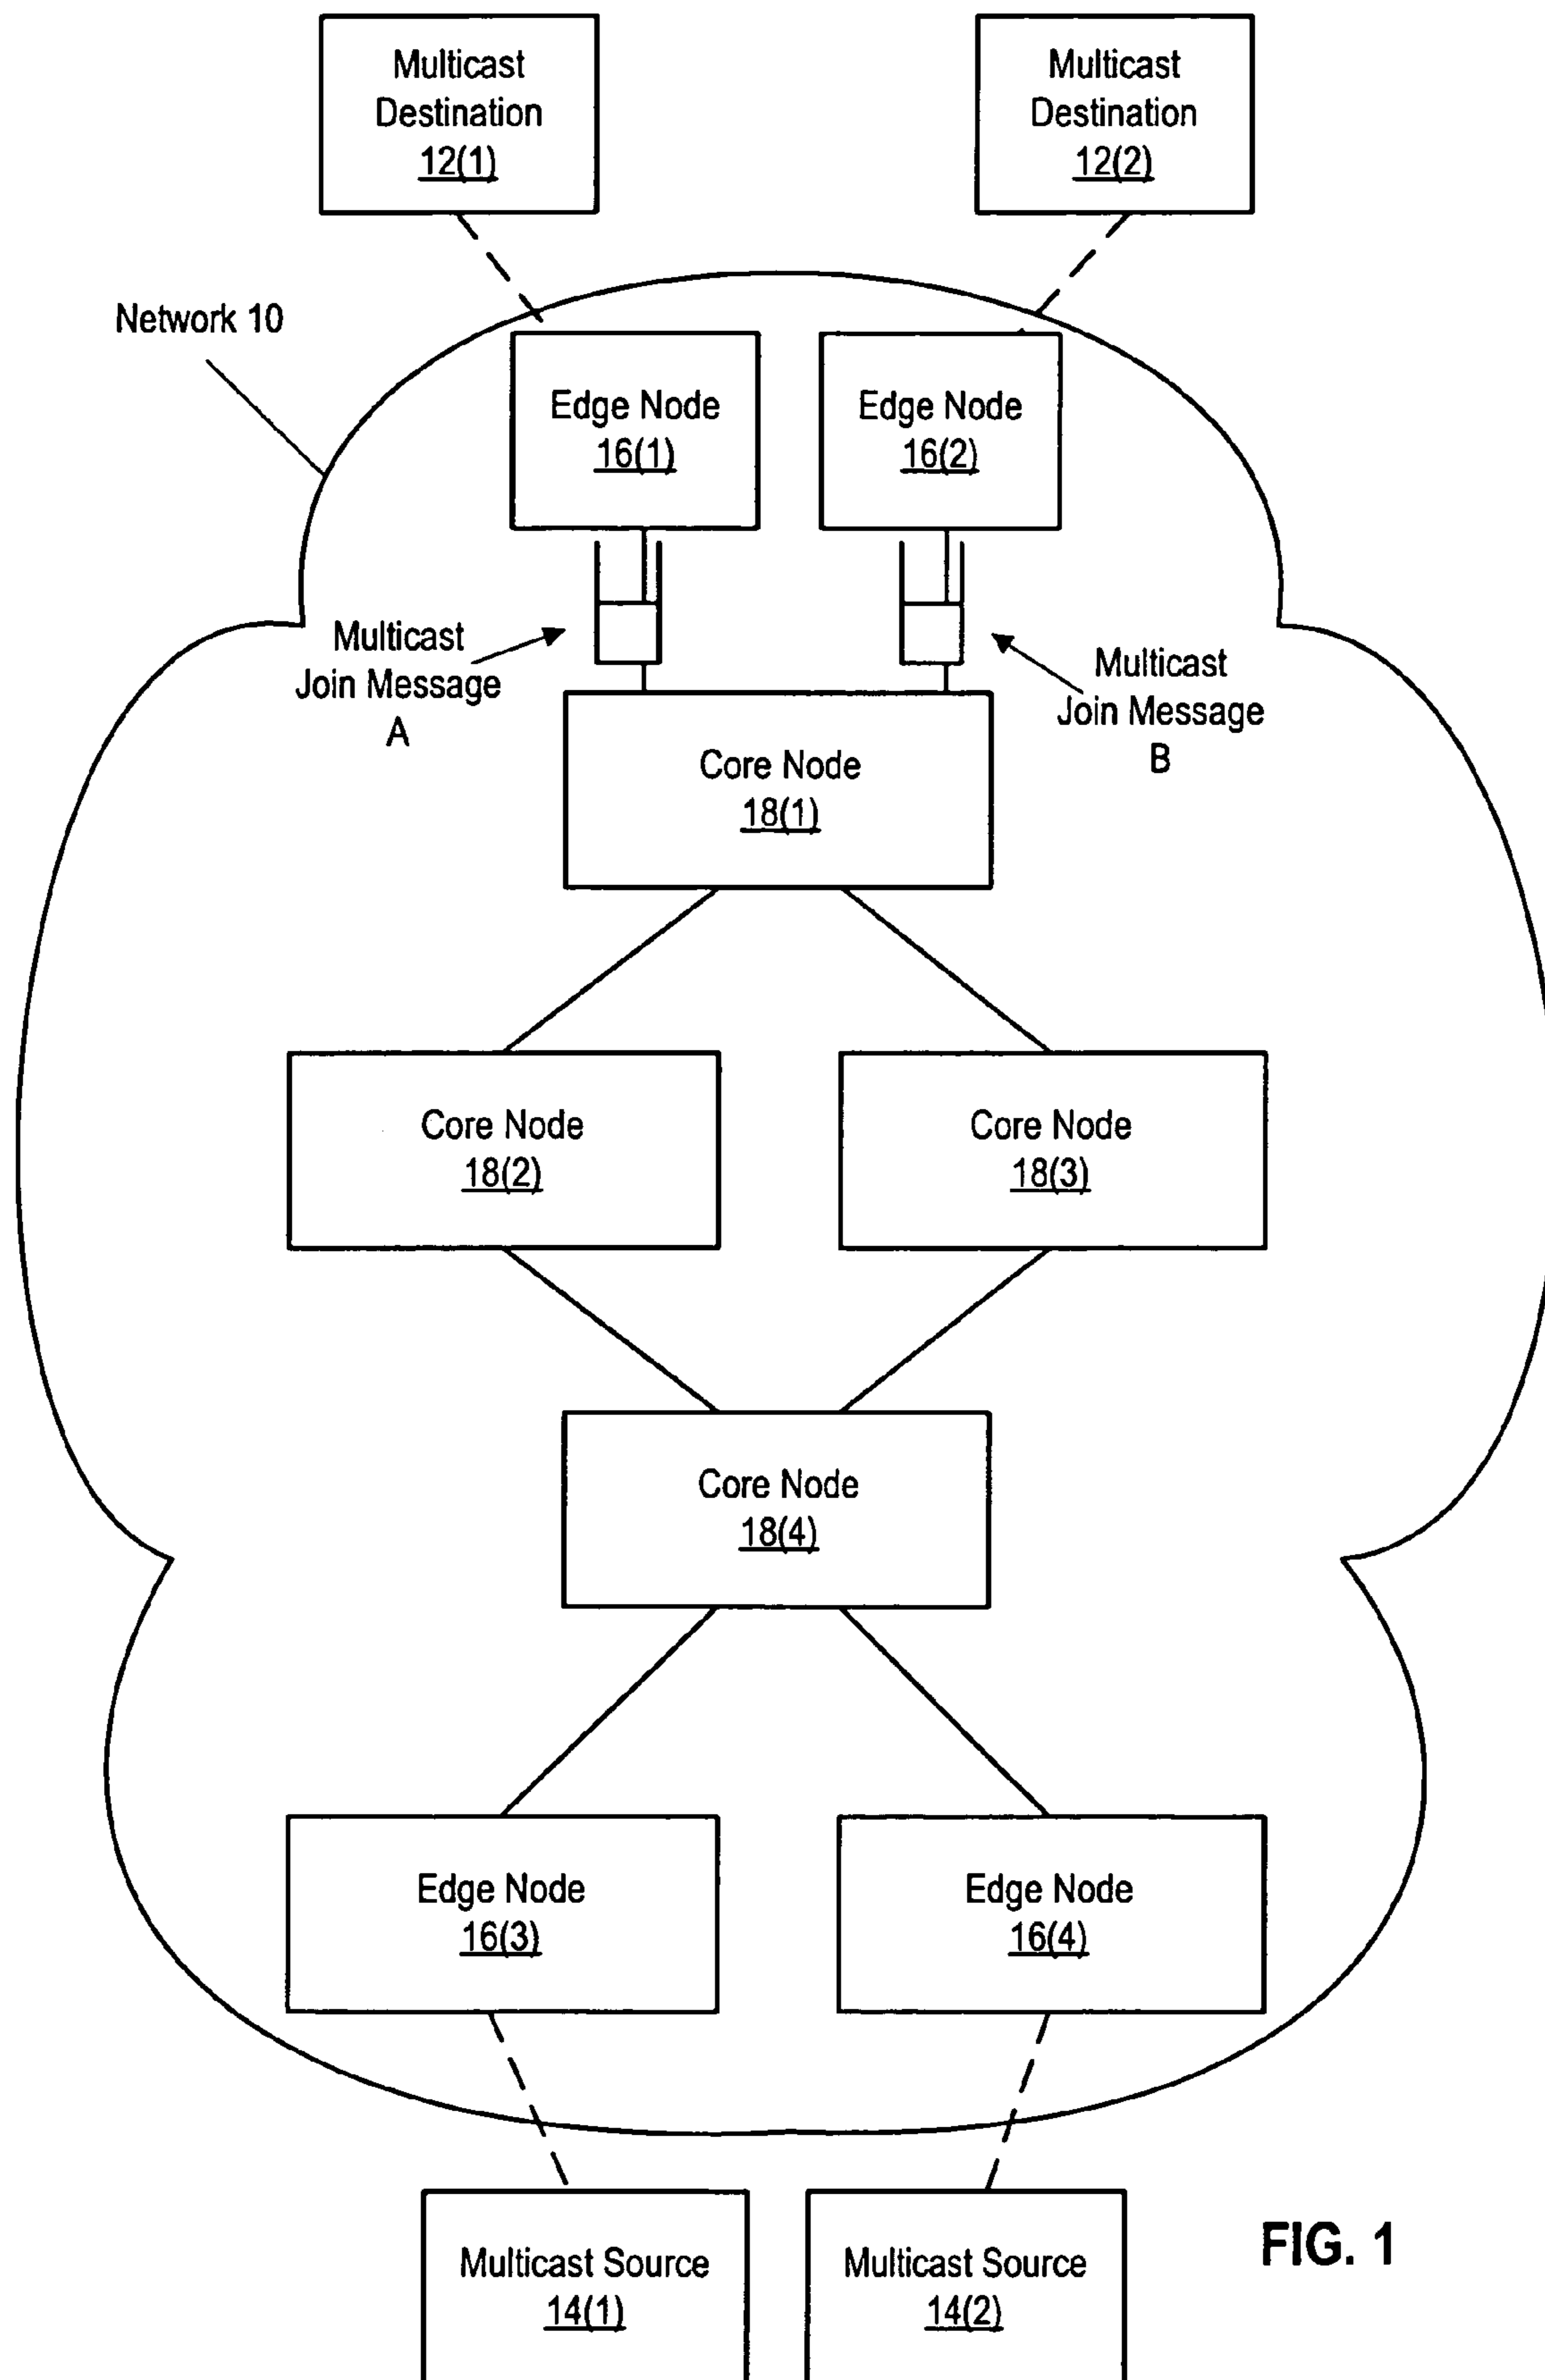 Multicast
Destination
12(1)
Multicast
Destination
12(2)
Network 10
Edge Node
16(1)
Edge Node
16(2)
Multicast
Join Message
A
Multicast
Join Message
B
Core Node
18(1)
Core Node
18(2)
Core Node
18(3)
Core Node
18(4)
Edge Node
16(3)
Edge Node
16(4)
Multicast Source
14(1)
Multicast Source
14(2)
FIG. 1